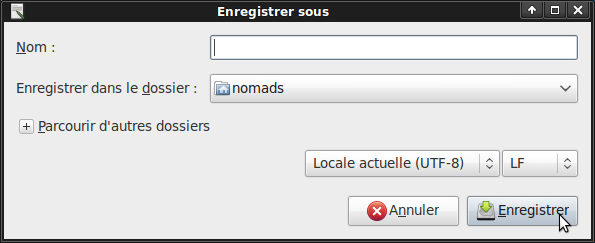 Enregistrer sous
Nom :
Enregistrer dans le dossier : nomads
Parcourir d'autres dossiers
Locale actuelle (UTF-8) LF
Annuler Enregistrer